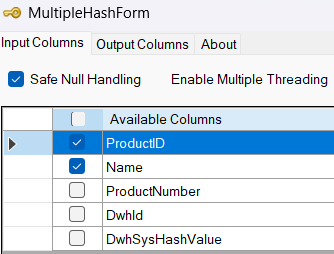 MultipleHashForm
Input Columns Output Columns About
Safe Null Handling Enable Multiple Threading
Available Columns
ProductID
Name
ProductNumber
DwhId
DwhSysHashValue